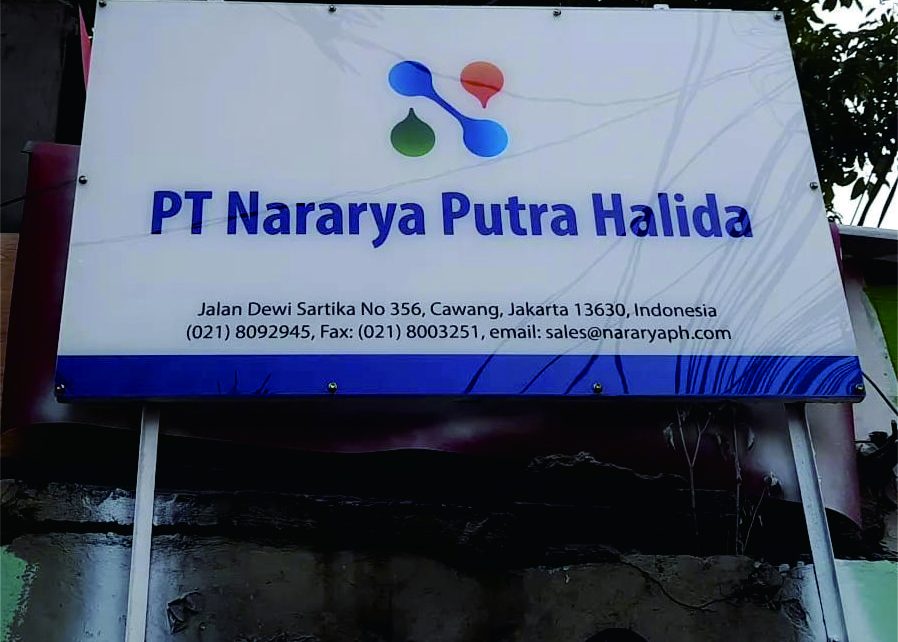 PT Nararya Putra Halida
Jalan Dewi Sartika No 356, Cawang, Jakarta 13630, Indonesia
(021) 8092945, Fax: (021) 8003251, email: sales@nararyaph.com